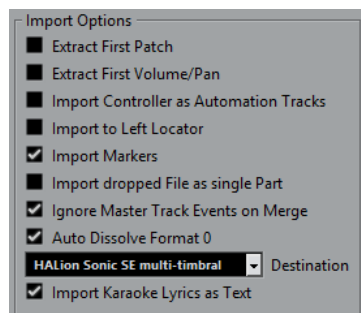 Import Options
Extract First Patch
Extract First Volume/Pan
Import Controller as Automation Tracks
Import to Left Locator
Import Markers
Import dropped File as single Part
Ignore Master Track Events on Merge
Auto Dissolve Format 0
HALion Sonic SE multi-timbral Destination
Import Karaoke Lyrics as Text